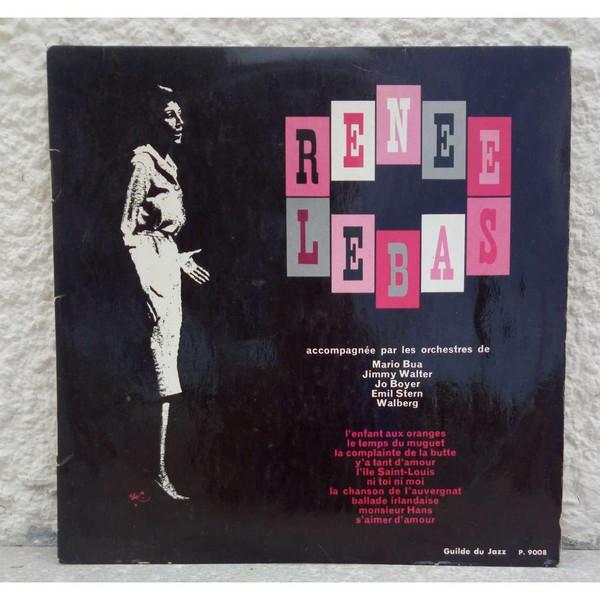 RENEE
LEBAS
accompagnée par les orchestres de
Mario Bua
Jimmy Walter
Jo Boyer
Emil Stern
Walberg
l'enfant aux oranges
le temps du muguet
la complainte de la butte
y'a tant d'amour
l'île Saint-Louis
ni toi ni moi
la chanson de l'auvergnat
ballade irlandaise
monsieur Hans
s'aimer d'amour
Guilde du Jazz P. 9008